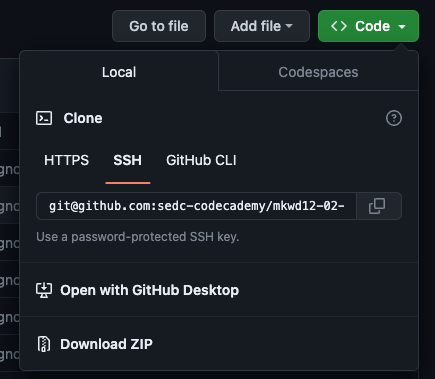 Go to file
Add file
Code
Local
Codespaces
Clone
HTTPS
SSH
GitHub CLI
git@github.com:sedc-codecademy/mkwd12-02-
Use a password-protected SSH key.
Open with GitHub Desktop
Download ZIP